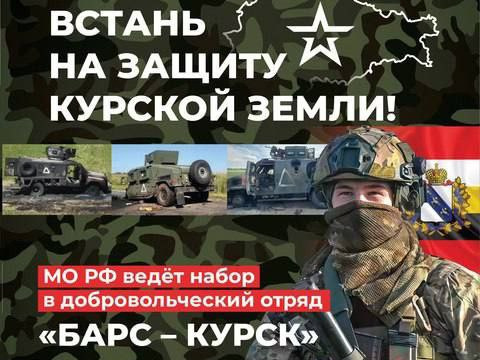 ВСТАНЬ
НА ЗАЩИТУ
КУРСКОЙ ЗЕМЛИ!
МО РФ ведёт набор
в добровольческий отряд
«БАРС – КУРСК»